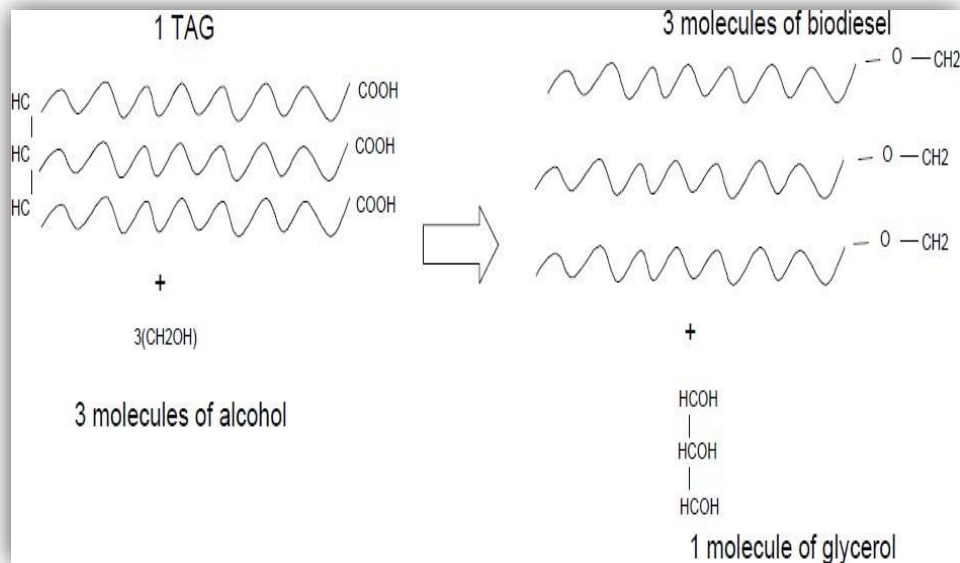 1 TAG
HC
COOH
HC
COOH
HC
COOH
+
3(CH2OH)
3 molecules of alcohol
3 molecules of biodiesel
O — CH2
O — CH2
O — CH2
+
HCOH
HCOH
HCOH
1 molecule of glycerol